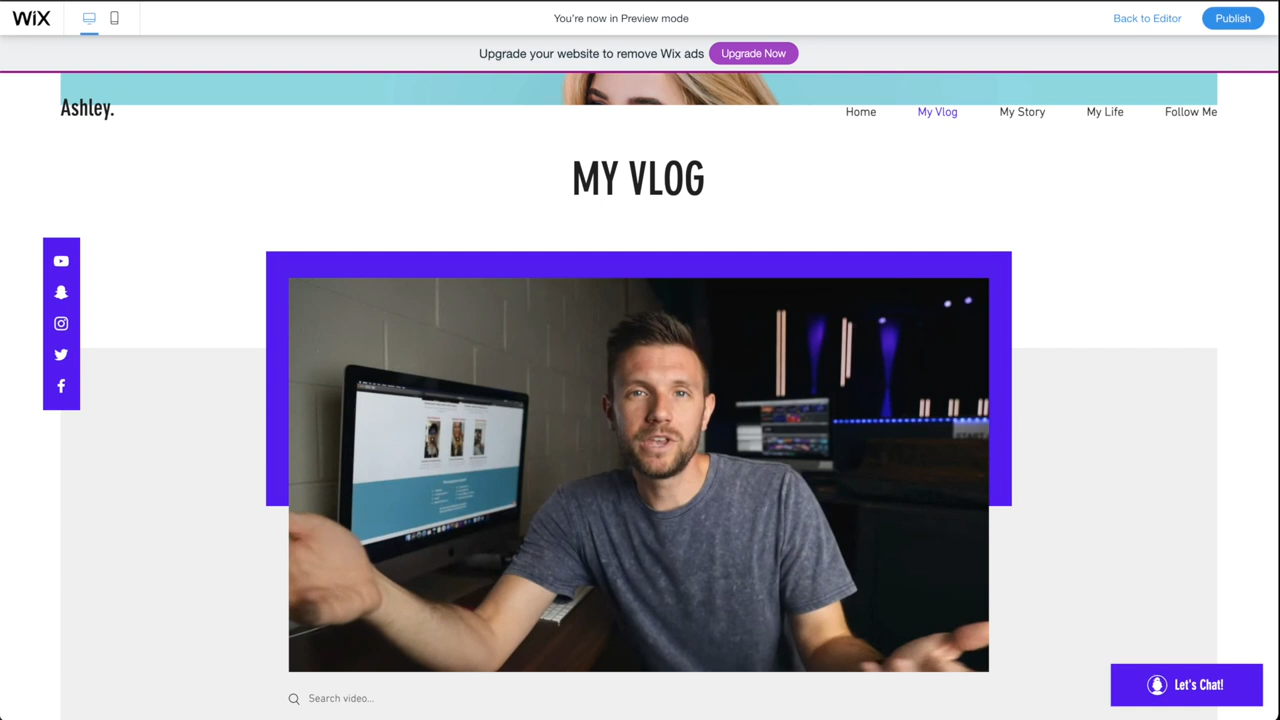 WiX
You're now in Preview mode
Back to Editor
Publish
Upgrade your website to remove Wix ads
Upgrade Now
Ashley.
Home
My Vlog
My Story
My Life
Follow Me
MY VLOG
Search video...
Let's Chat!